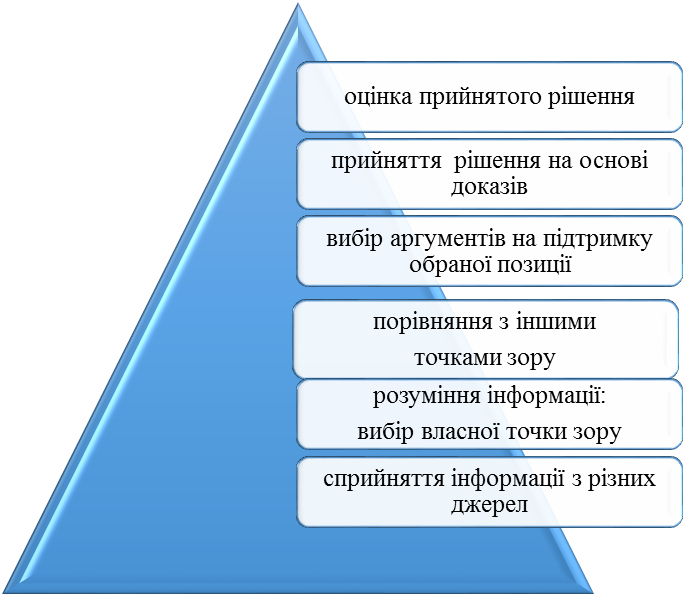 оцінка прийнятого рішення
прийняття  рішення на основі
доказів
вибір аргументів на підтримку
обраної позиції
порівняння з іншими
точками зору
розуміння інформації:
вибір власної точки зору
сприйняття інформації з різних
джерел